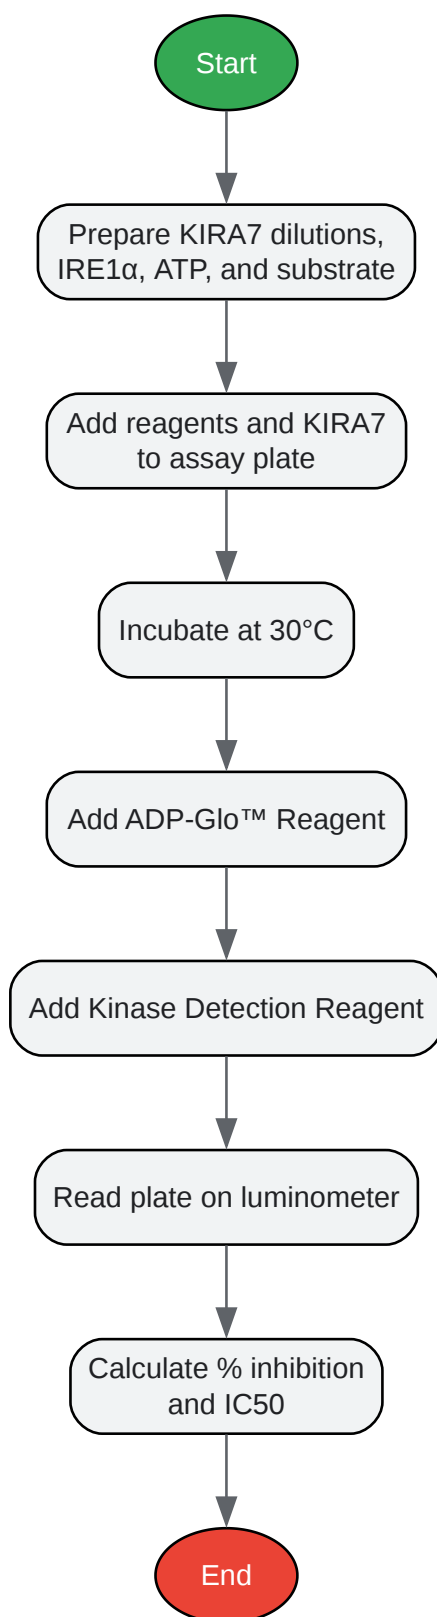 Start
Prepare KIRA7 dilutions,
IRE1α, ATP, and substrate
Add reagents and KIRA7
to assay plate
Incubate at 30°C
Add ADP-Glo™ Reagent
Add Kinase Detection Reagent
Read plate on luminometer
Calculate % inhibition
and IC50
End